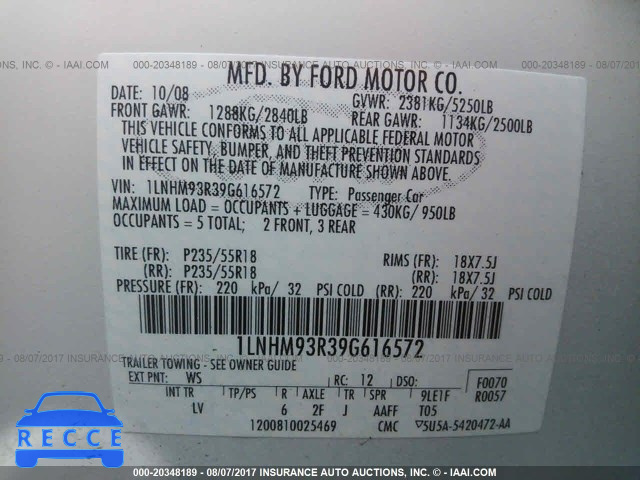 000-20348189 - 08/07/2017 INSURANCE AUTO AUCTIONS, INC. - IAAI.COM
MFD. BY FORD MOTOR CO.
DATE: 10/08 GVWR: 2381KG/5250LB
FRONT GAWR: 1288KG/2840LB REAR GAWR: 1134KG/2500LB
THIS VEHICLE CONFORMS TO ALL APPLICABLE FEDERAL MOTOR
VEHICLE SAFETY, BUMPER, AND THEFT PREVENTION STANDARDS
IN EFFECT ON THE DATE OF MANUFACTURE SHOWN ABOVE.
VIN: 1LNHM93R39G616572 TYPE: Passenger Car
MAXIMUM LOAD = OCCUPANTS + LUGGAGE = 430KG/ 950LB
OCCUPANTS = 5 TOTAL; 2 FRONT, 3 REAR
TIRE (FR): P235/55R18 RIMS (FR): 18X7.5J
(RR): P235/55R18 (RR): 18X7.5J
PRESSURE (FR): 220 kPa/ 32 PSI COLD (RR): 220 kPa/ 32 PSI COLD
1LNHM93R39G616572
TRAILER TOWING - SEE OWNER GUIDE
EXT PNT: WS RC: 12 DSO: F0070
R0057
INT TR TP/PS R AXLE TR SPR 9LE1F
LV 6 2F J AAFF T05
1200810025469 CMC ▽5U5A-5420472-AA
000-20348189 - 08/07/2017 INSURANCE AUTO AUCTIONS, INC. - IAAI.COM